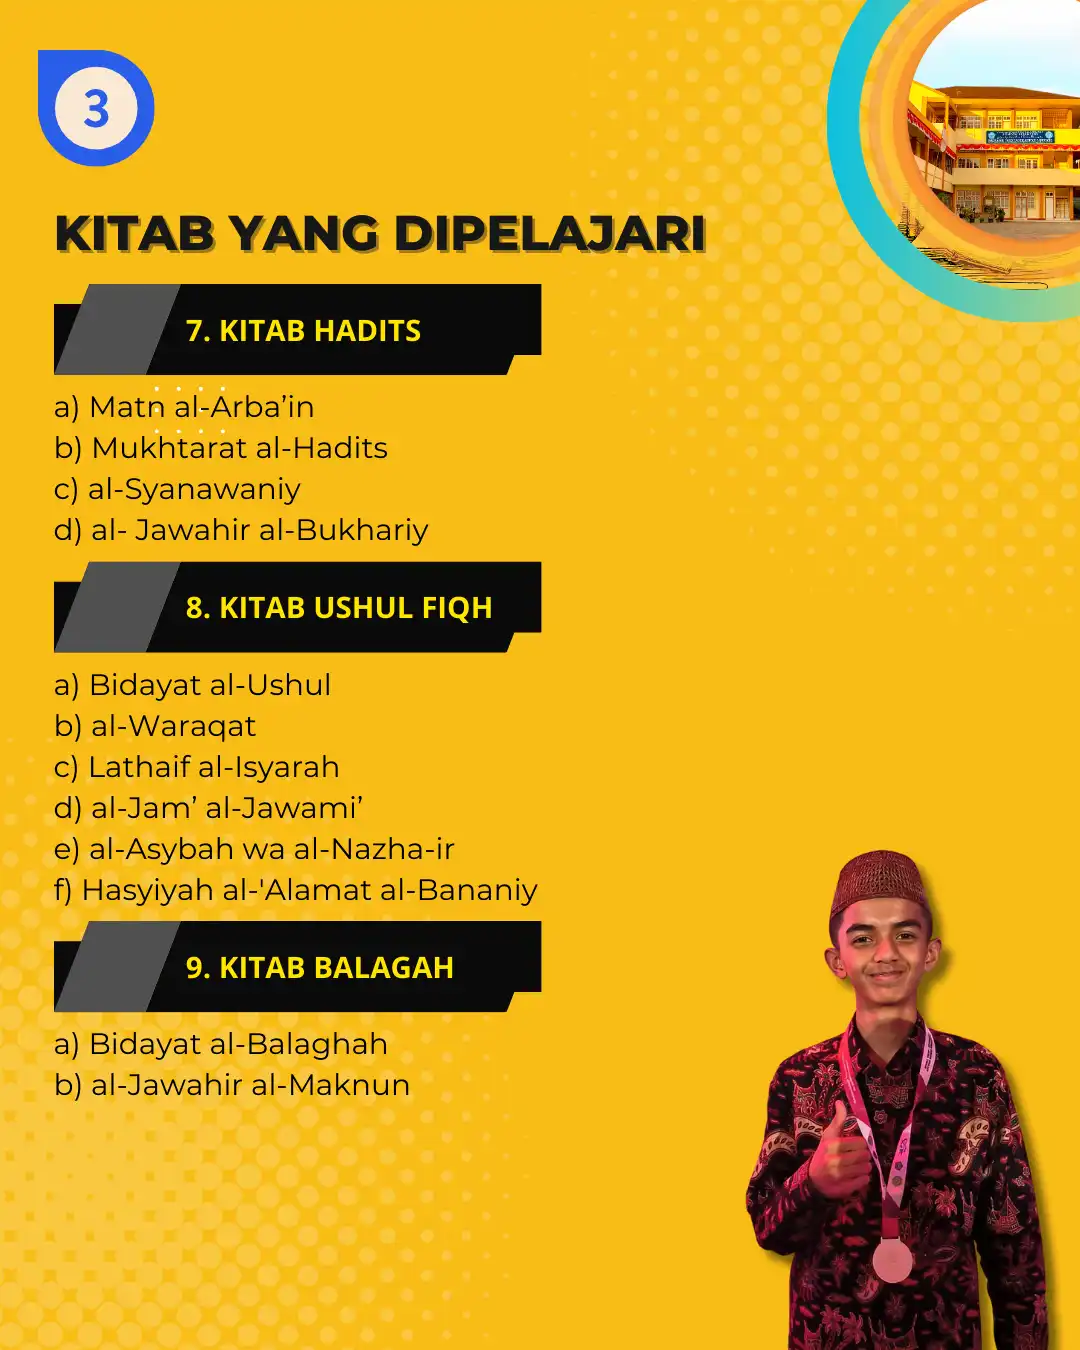 3
KITAB YANG DIPELAJARI
7. KITAB HADITS
a) Matn al-Arba’in
b) Mukhtarat al-Hadits
c) al-Syanawaniy
d) al- Jawahir al-Bukhariy
8. KITAB USHUL FIQH
a) Bidayat al-Ushul
b) al-Waraqat
c) Lathaif al-Isyarah
d) al-Jam’ al-Jawami’
e) al-Asybah wa al-Nazha-ir
f) Hasyiyah al-'Alamat al-Bananiy
9. KITAB BALAGAH
a) Bidayat al-Balaghah
b) al-Jawahir al-Maknun